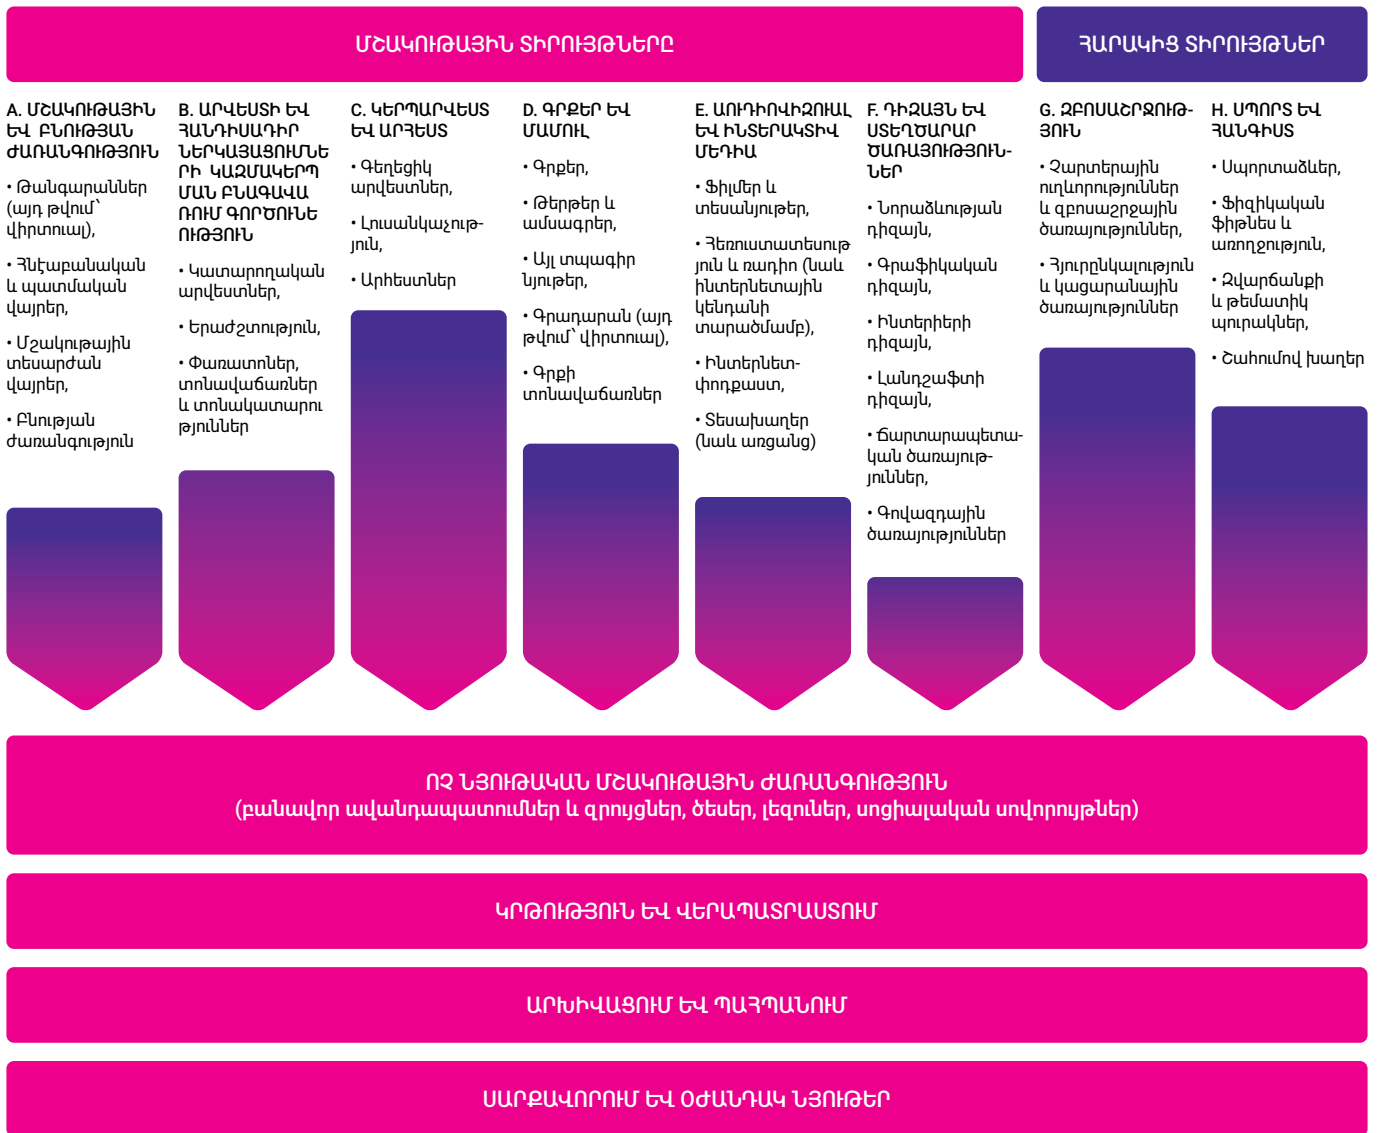 ՄՇԱԿՈՒԹԱՅԻՆ ՏԻՐՈՒՅԹՆԵՐԸ
ՀԱՐԱԿԻՑ ՏԻՐՈՒՅԹՆԵՐ
A. ՄՇԱԿՈՒԹԱՅԻՆ
ԵՎ ԲՆՈՒԹՅԱՆ
ԺԱՌԱՆԳՈՒԹՅՈՒՆ
• Թանգարաններ
(այդ թվում՝
վիրտուալ),
• Հնէաբանական
և պատմական
վայրեր,
• Մշակութային
տեսարժան
վայրեր,
• Բնության
ժառանգություն
B. ԱՐՎԵՍՏԻ ԵՎ
ՀԱՆԴԻՍԱԴԻՐ
ՆԵՐԿԱՅԱՑՈՒՄՆԵ
ՐԻ ԿԱԶՄԱԿԵՐՊ
ՄԱՆ ԲՆԱԳԱՎԱ
ՌՈՒՄ ԳՈՐԾՈՒՆԵ
ՈՒԹՅՈՒՆ
• Կատարողական
արվեստներ,
• Երաժշտություն,
• Փառատոներ,
տոնավաճառներ
և տոնակատարու
թյուններ
C. ԿԵՐՊԱՐՎԵՍՏ
ԵՎ ԱՐՀԵՍՏ
• Գեղեցիկ
արվեստներ,
• Լուսանկաչութ-
յուն,
• Արհեստներ
D. ԳՐՔԵՐ ԵՎ
ՄԱՄՈՒԼ
• Գրքեր,
• Թերթեր և
ամսագրեր,
• Այլ տպագիր
նյութեր,
• Գրադարան (այդ
թվում՝ վիրտուալ),
• Գրքի
տոնավաճառներ
E. ԱՈՒԴԻՈՎԻԶՈՒԱԼ
ԵՎ ԻՆՏԵՐԱԿՏԻՎ
ՄԵԴԻԱ
• Ֆիլմեր և
տեսանյութեր,
• Հեռուստատեսութ
յուն և ռադիո (նաև
ինտերնետային
կենդանի
տարածմամբ),
• Ինտերնետ-
փոդքաստ,
• Տեսախաղեր
(նաև առցանց)
F. ԴԻԶԱՅՆ ԵՎ
ՍՏԵՂԾԱՐԱՐ
ԾԱՌԱՅՈՒԹՅՈՒՆ-
ՆԵՐ
• Նորաձևության
դիզայն,
• Գրաֆիկական
դիզայն,
• Ինտերիերի
դիզայն,
• Լանդշաֆտի
դիզայն,
• Ճարտարապետա-
կան ծառայութ-
յուններ,
• Գովազդային
ծառայություններ
G. ԶԲՈՍԱՇՐՋՈՒԹ-
ՅՈՒՆ
• Չարտերային
ուղևորություններ
և զբոսաշրջային
ծառայություններ,
• Հյուրընկալություն
և կացարանային
ծառայություններ
H. ՍՊՈՐՏ ԵՎ
ՀԱՆԳԻՍՏ
• Սպորտաձևեր,
• Ֆիզիկական
ֆիթնես և
առողջություն,
• Զվարճանքի
և թեմատիկ
պուրակներ,
• Շահումով խաղեր
ՈՉ ՆՅՈՒԹԱԿԱՆ ՄՇԱԿՈՒԹԱՅԻՆ ԺԱՌԱՆԳՈՒԹՅՈՒՆ
(բանավոր ավանդապատումներ և զրույցներ, ծեսեր, լեզուներ, սոցիալական սովորույթներ)
ԿՐԹՈՒԹՅՈՒՆ ԵՎ ՎԵՐԱՊԱՏՐԱՍՏՈՒՄ
ԱՐԽԻՎԱՑՈՒՄ ԵՎ ՊԱՀՊԱՆՈՒՄ
ՍԱՐՔԱՎՈՐՈՒՄ ԵՎ ՕԺԱՆԴԱԿ ՆՅՈՒԹԵՐ